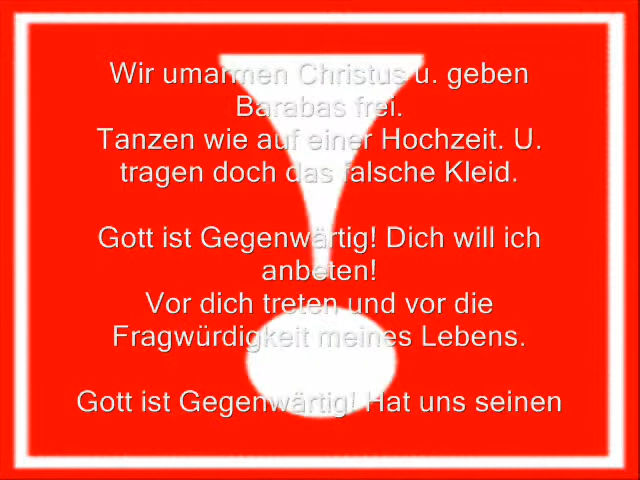 Wir umarmen Christus u. geben
Barabas frei.
Tanzen wie auf einer Hochzeit. U.
tragen doch das falsche Kleid.
Gott ist Gegenwärtig! Dich will ich
anbeten!
Vor dich treten und vor die
Fragwürdigkeit meines Lebens.
Gott ist Gegenwärtig! Hat uns seinen